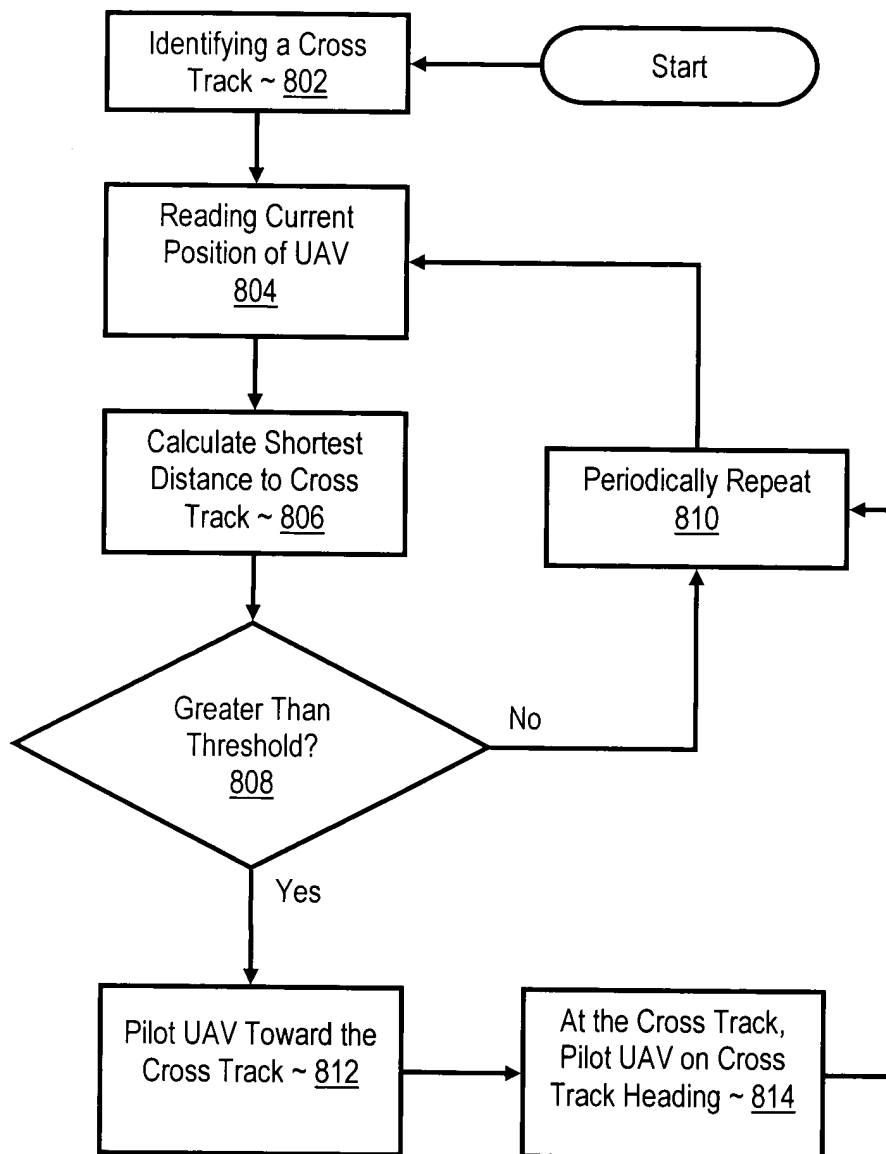 Start
Identifying a Cross
Track ~ 802
Reading Current
Position of UAV
804
Calculate Shortest
Distance to Cross
Track ~ 806
Periodically Repeat
810
Greater Than
Threshold?
808
No
Yes
Pilot UAV Toward the
Cross Track ~ 812
At the Cross Track,
Pilot UAV on Cross
Track Heading ~ 814